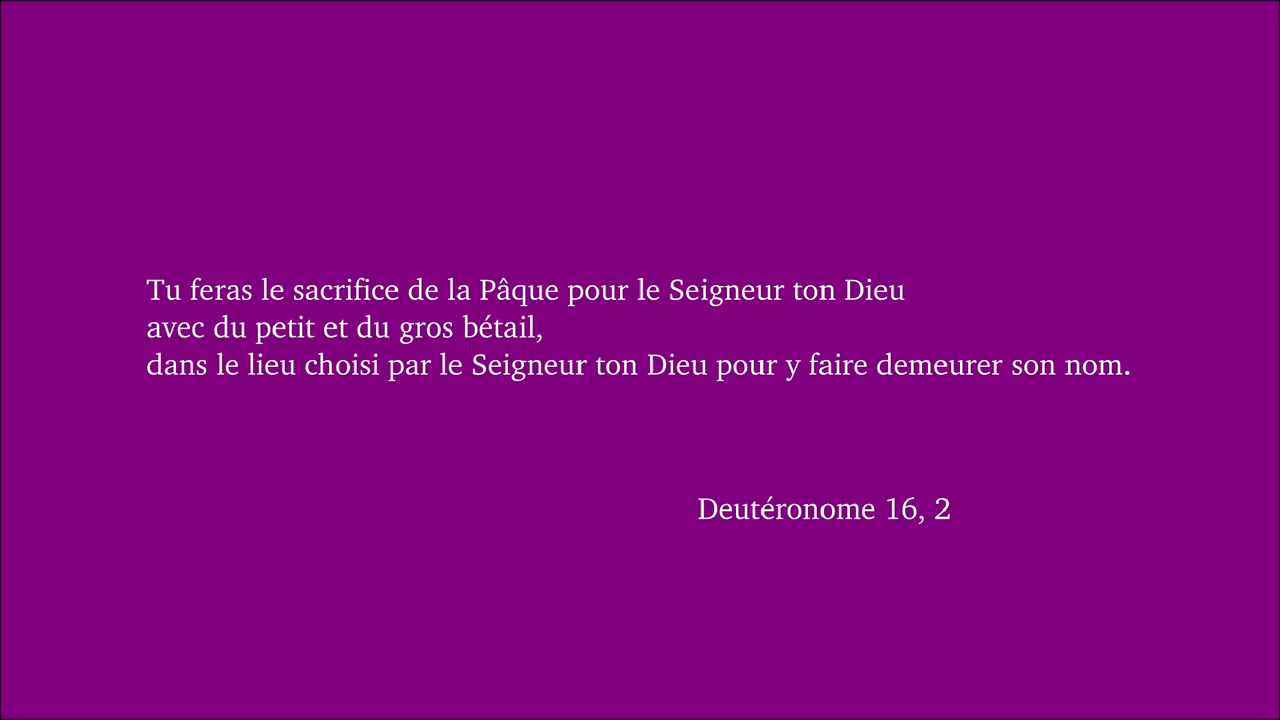 Tu feras le sacrifice de la Pâque pour le Seigneur ton Dieu
avec du petit et du gros bétail,
dans le lieu choisi par le Seigneur ton Dieu pour y faire demeurer son nom.
Deutéronome 16, 2